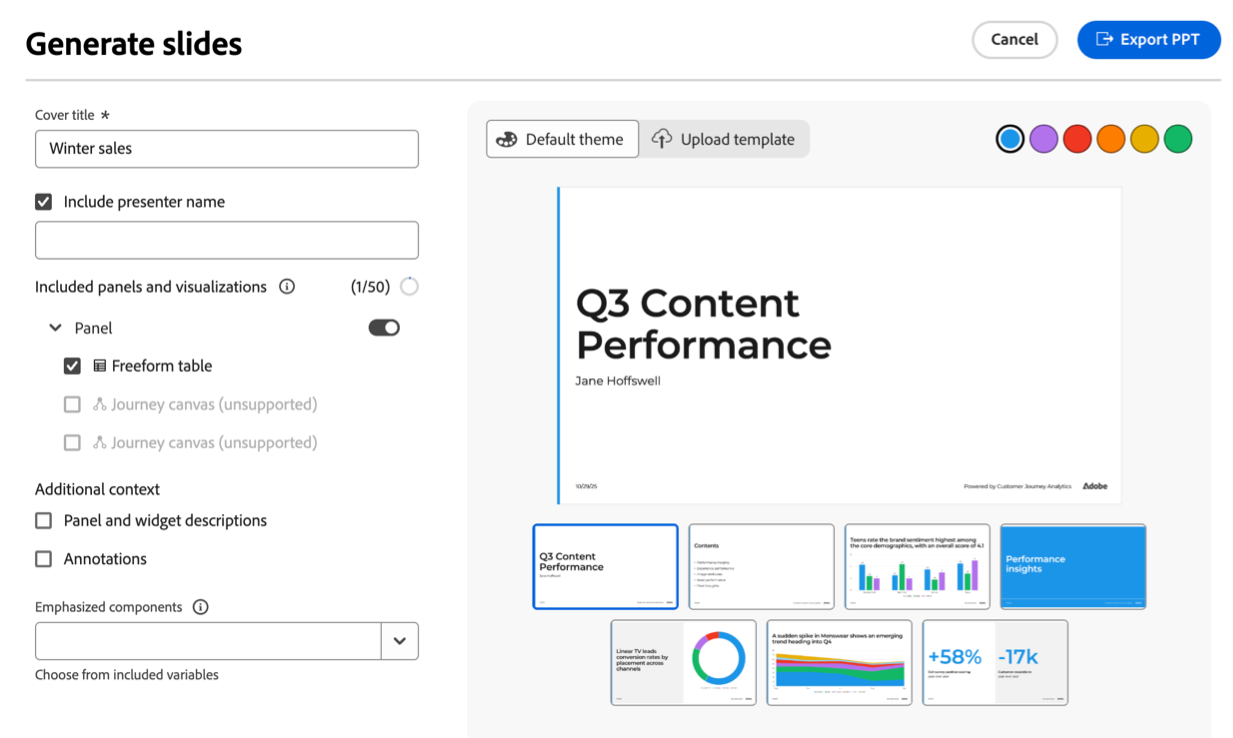 Generate slides
Cancel
Export PPT
Cover title *
Winter sales
Include presenter name
Included panels and visualizations (1/50)
Panel
Freeform table
Journey canvas (unsupported)
Journey canvas (unsupported)
Additional context
Panel and widget descriptions
Annotations
Emphasized components
Choose from included variables
Default theme
Upload template
Q3 Content
Performance
Jane Hoffswell
10/29/25
Powered by Customer Journey Analytics
Adobe
Q3 Content
Performance
Jane Hoffswell
Contents
Teens rate the brand sentiment highest among
the core demographics, with an overall score of 4.1
Performance
insights
Linear TV leads
conversion rates by
placement across
channels
A sudden spike in Menswear shows an emerging
trend heading into Q4
+58%
-17k